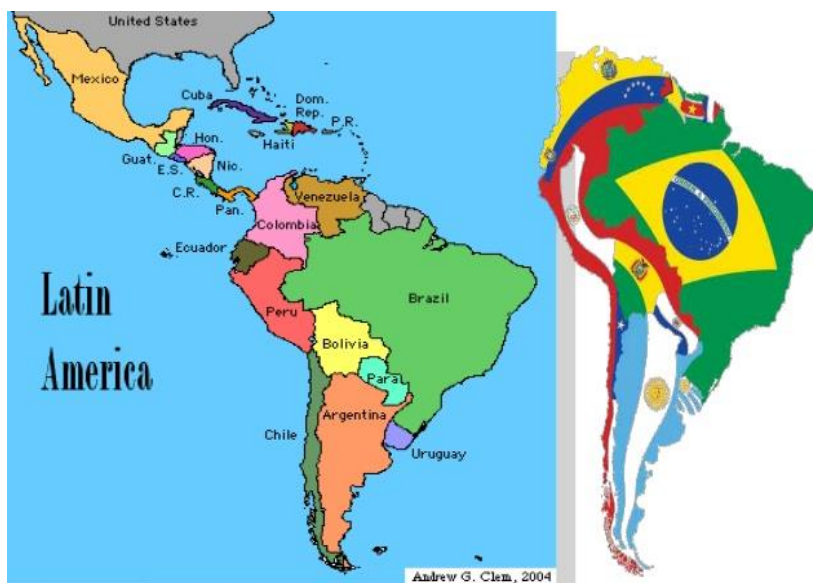 United States
Mexico
Cuba
Dom.
Rep.
P.R.
Haiti
Hon.
Guat.
E.S.
Nic.
C.R.
Pan.
Venezuela
Colombia
Ecuador
Peru
Brazil
Bolivia
Para.
Argentina
Chile
Uruguay
Latin
America
Andrew G. Clem, 2004